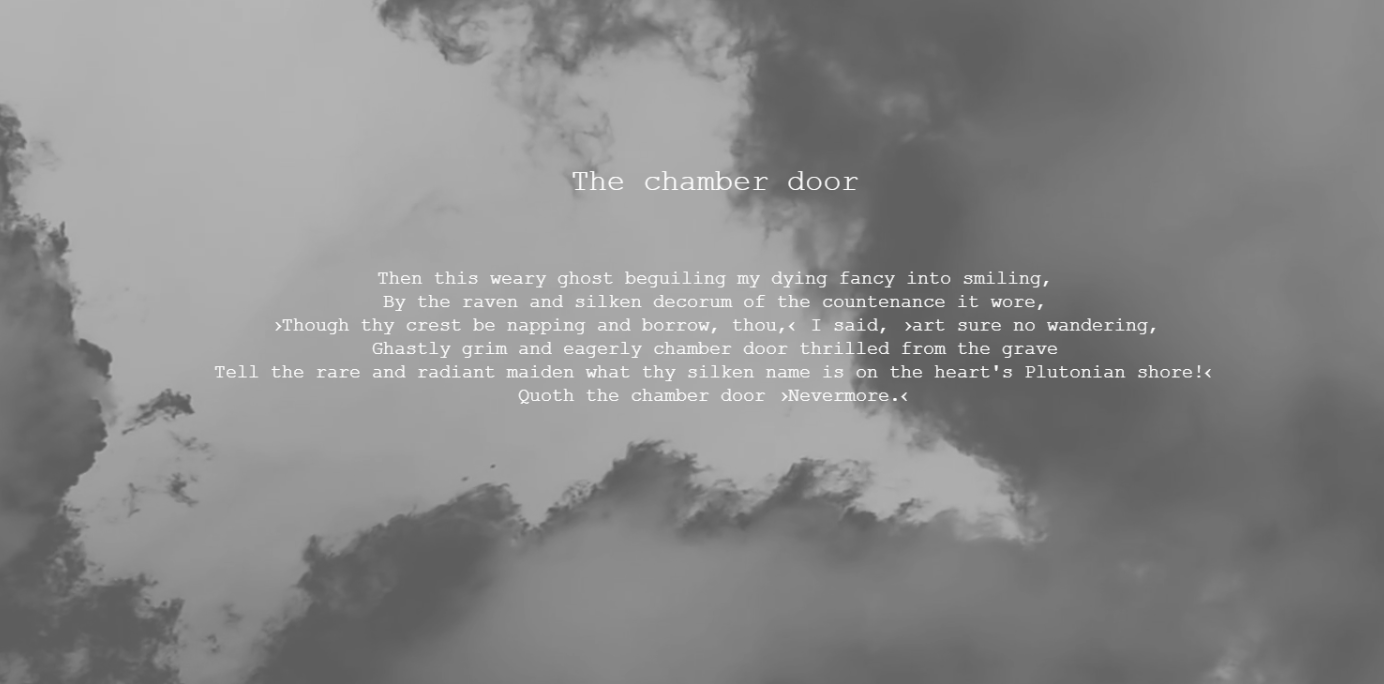 The chamber door
Then this weary ghost beguiling my dying fancy into smiling,
By the raven and silken decorum of the countenance it wore,
›Though thy crest be napping and borrow, thou,‹ I said, ›art sure no wandering,
Ghastly grim and eagerly chamber door thrilled from the grave
Tell the rare and radiant maiden what thy silken name is on the heart's Plutonian shore!‹
Quoth the chamber door ›Nevermore.‹